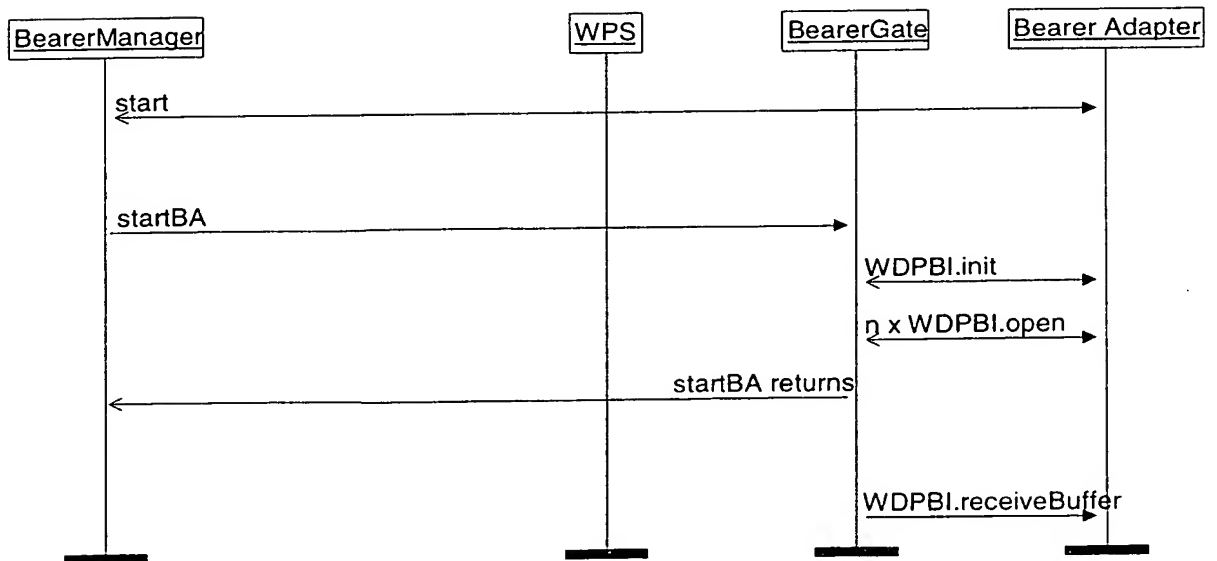 BearerManager
WPS
BearerGate
Bearer Adapter
start
startBA
WDPBI.init
n x WDPBI.open
startBA returns
WDPBI.receiveBuffer